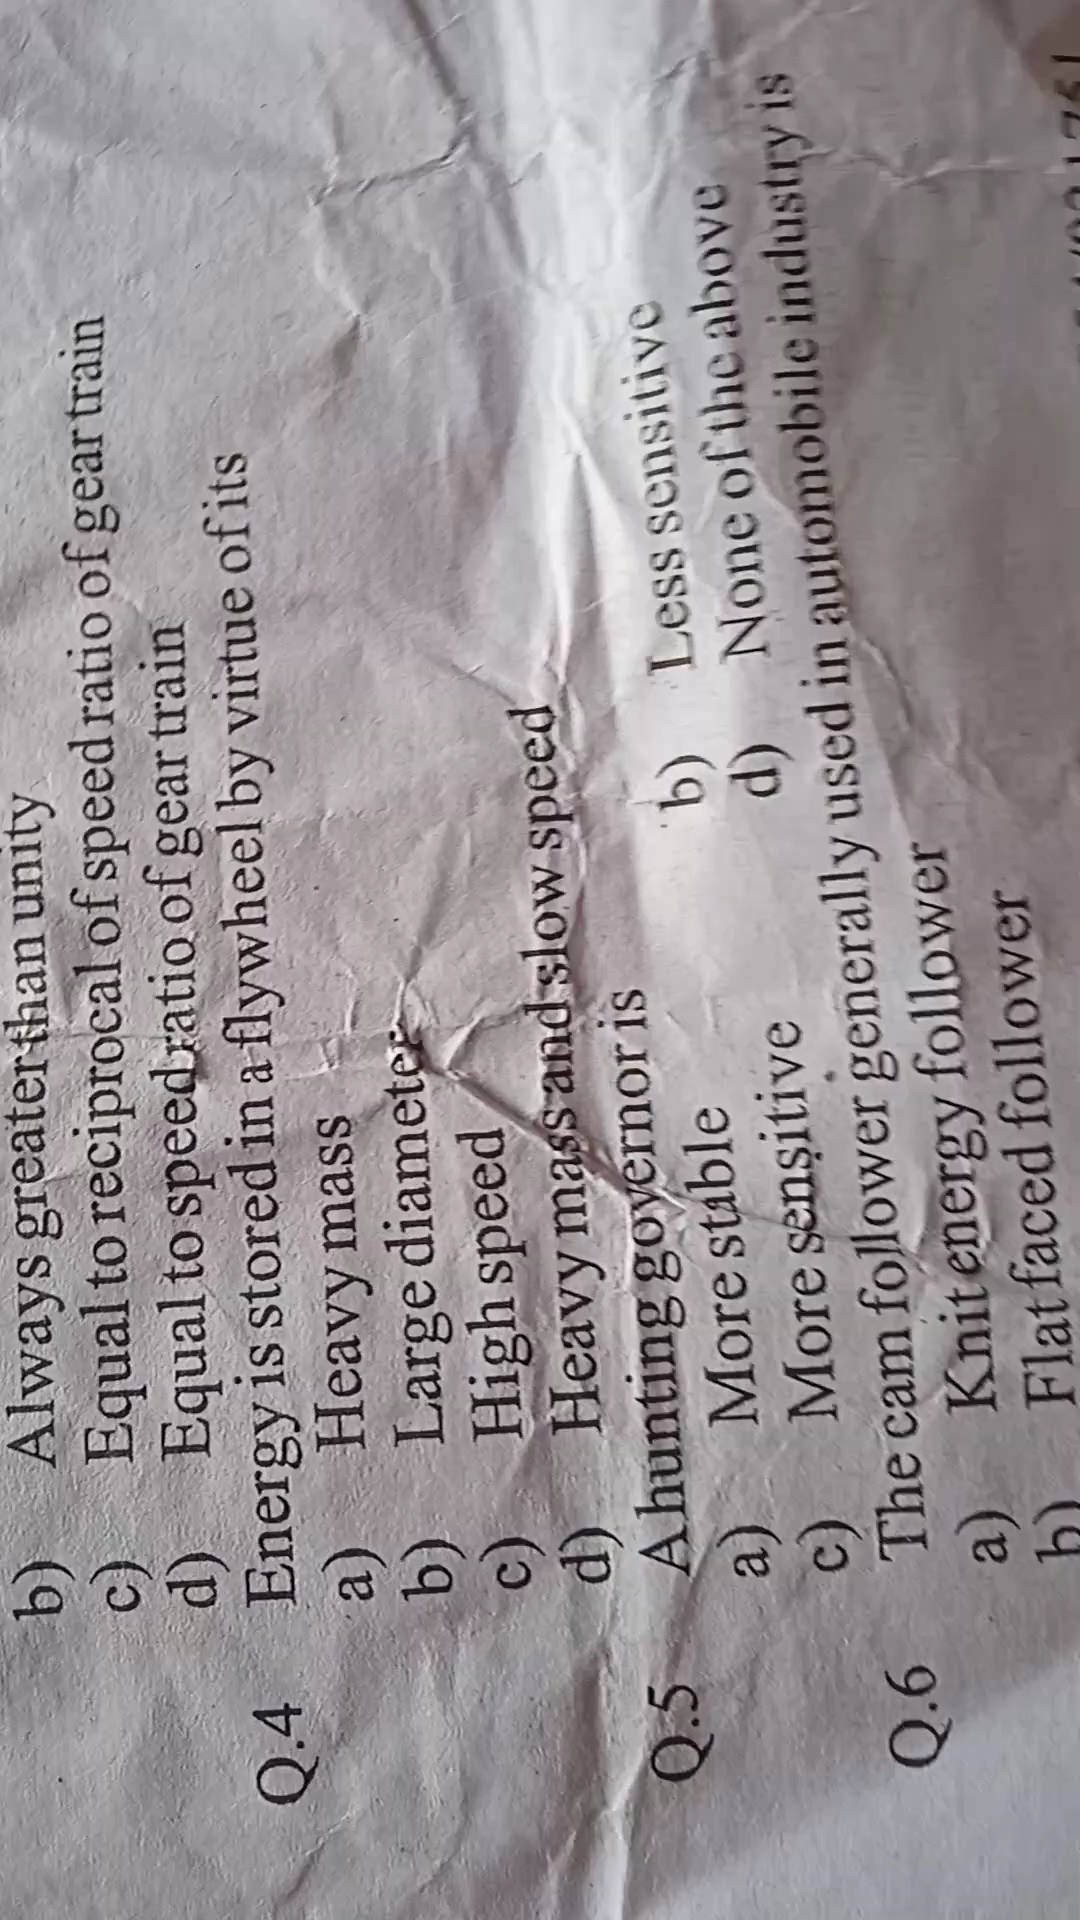 b) Always greater than unity
c) Equal to reciprocal of speed ratio of gear train
d) Equal to speed ratio of gear train
Q.4 Energy is stored in a flywheel by virtue of its
a) Heavy mass
b) Large diameter
c) High speed
d) Heavy mass and slow speed
Q.5 A hunting governor is
a) More stable b) Less sensitive
c) More sensitive d) None of the above
Q.6 The cam follower generally used in automobile industry is
a) Knit energy follower
b) Flat faced follower